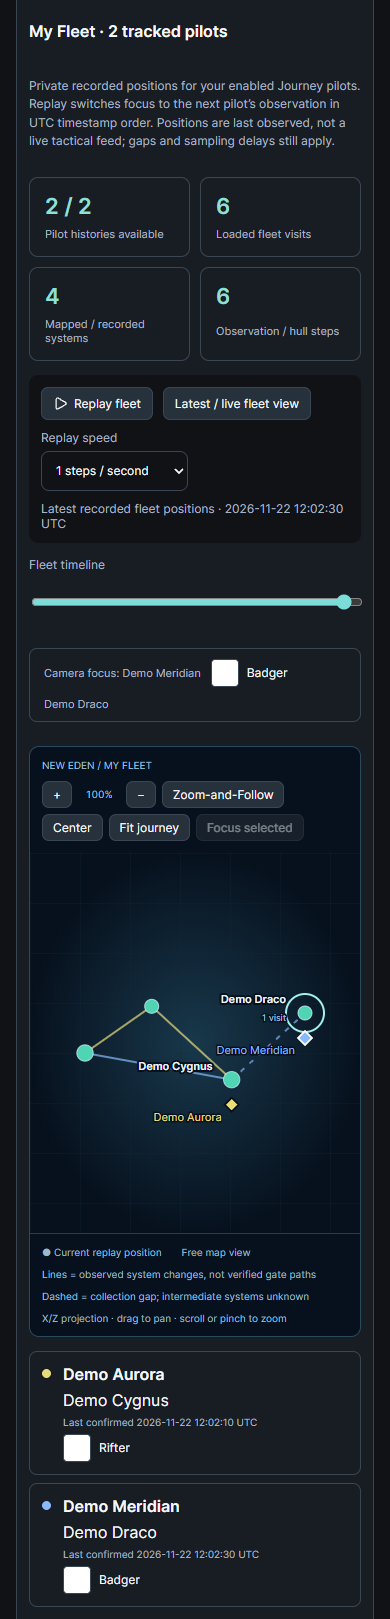 My Fleet · 2 tracked pilots
Private recorded positions for your enabled Journey pilots.
Replay switches focus to the next pilot’s observation in
UTC timestamp order. Positions are last observed, not a
live tactical feed; gaps and sampling delays still apply.
2 / 2
Pilot histories available
6
Loaded fleet visits
4
Mapped / recorded
systems
6
Observation / hull steps
Replay fleet
Latest / live fleet view
Replay speed
1 steps / second
Latest recorded fleet positions · 2026-11-22 12:02:30
UTC
Fleet timeline
Camera focus: Demo Meridian
Badger
Demo Draco
NEW EDEN / MY FLEET
+
100%
−
Zoom-and-Follow
Center
Fit journey
Focus selected
Demo Draco
1 visit
Demo Meridian
Demo Cygnus
Demo Aurora
Current replay position
Free map view
Lines = observed system changes, not verified gate paths
Dashed = collection gap; intermediate systems unknown
X/Z projection · drag to pan · scroll or pinch to zoom
Demo Aurora
Demo Cygnus
Last confirmed 2026-11-22 12:02:10 UTC
Rifter
Demo Meridian
Demo Draco
Last confirmed 2026-11-22 12:02:30 UTC
Badger